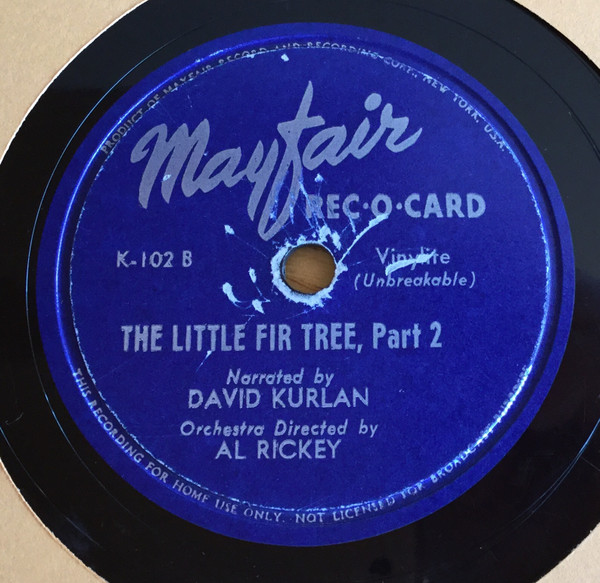 PRODUCT OF MAYFAIR RECORD AND RECORDING CORP., NEW YORK, U.S.A.
Mayfair
REC·O·CARD
K-102 B
Vinylite
(Unbreakable)
THE LITTLE FIR TREE, Part 2
Narrated by
DAVID KURLAN
Orchestra Directed by
AL RICKEY
THIS RECORDING FOR HOME USE ONLY. NOT LICENSED FOR BROADCAST PURPOSES